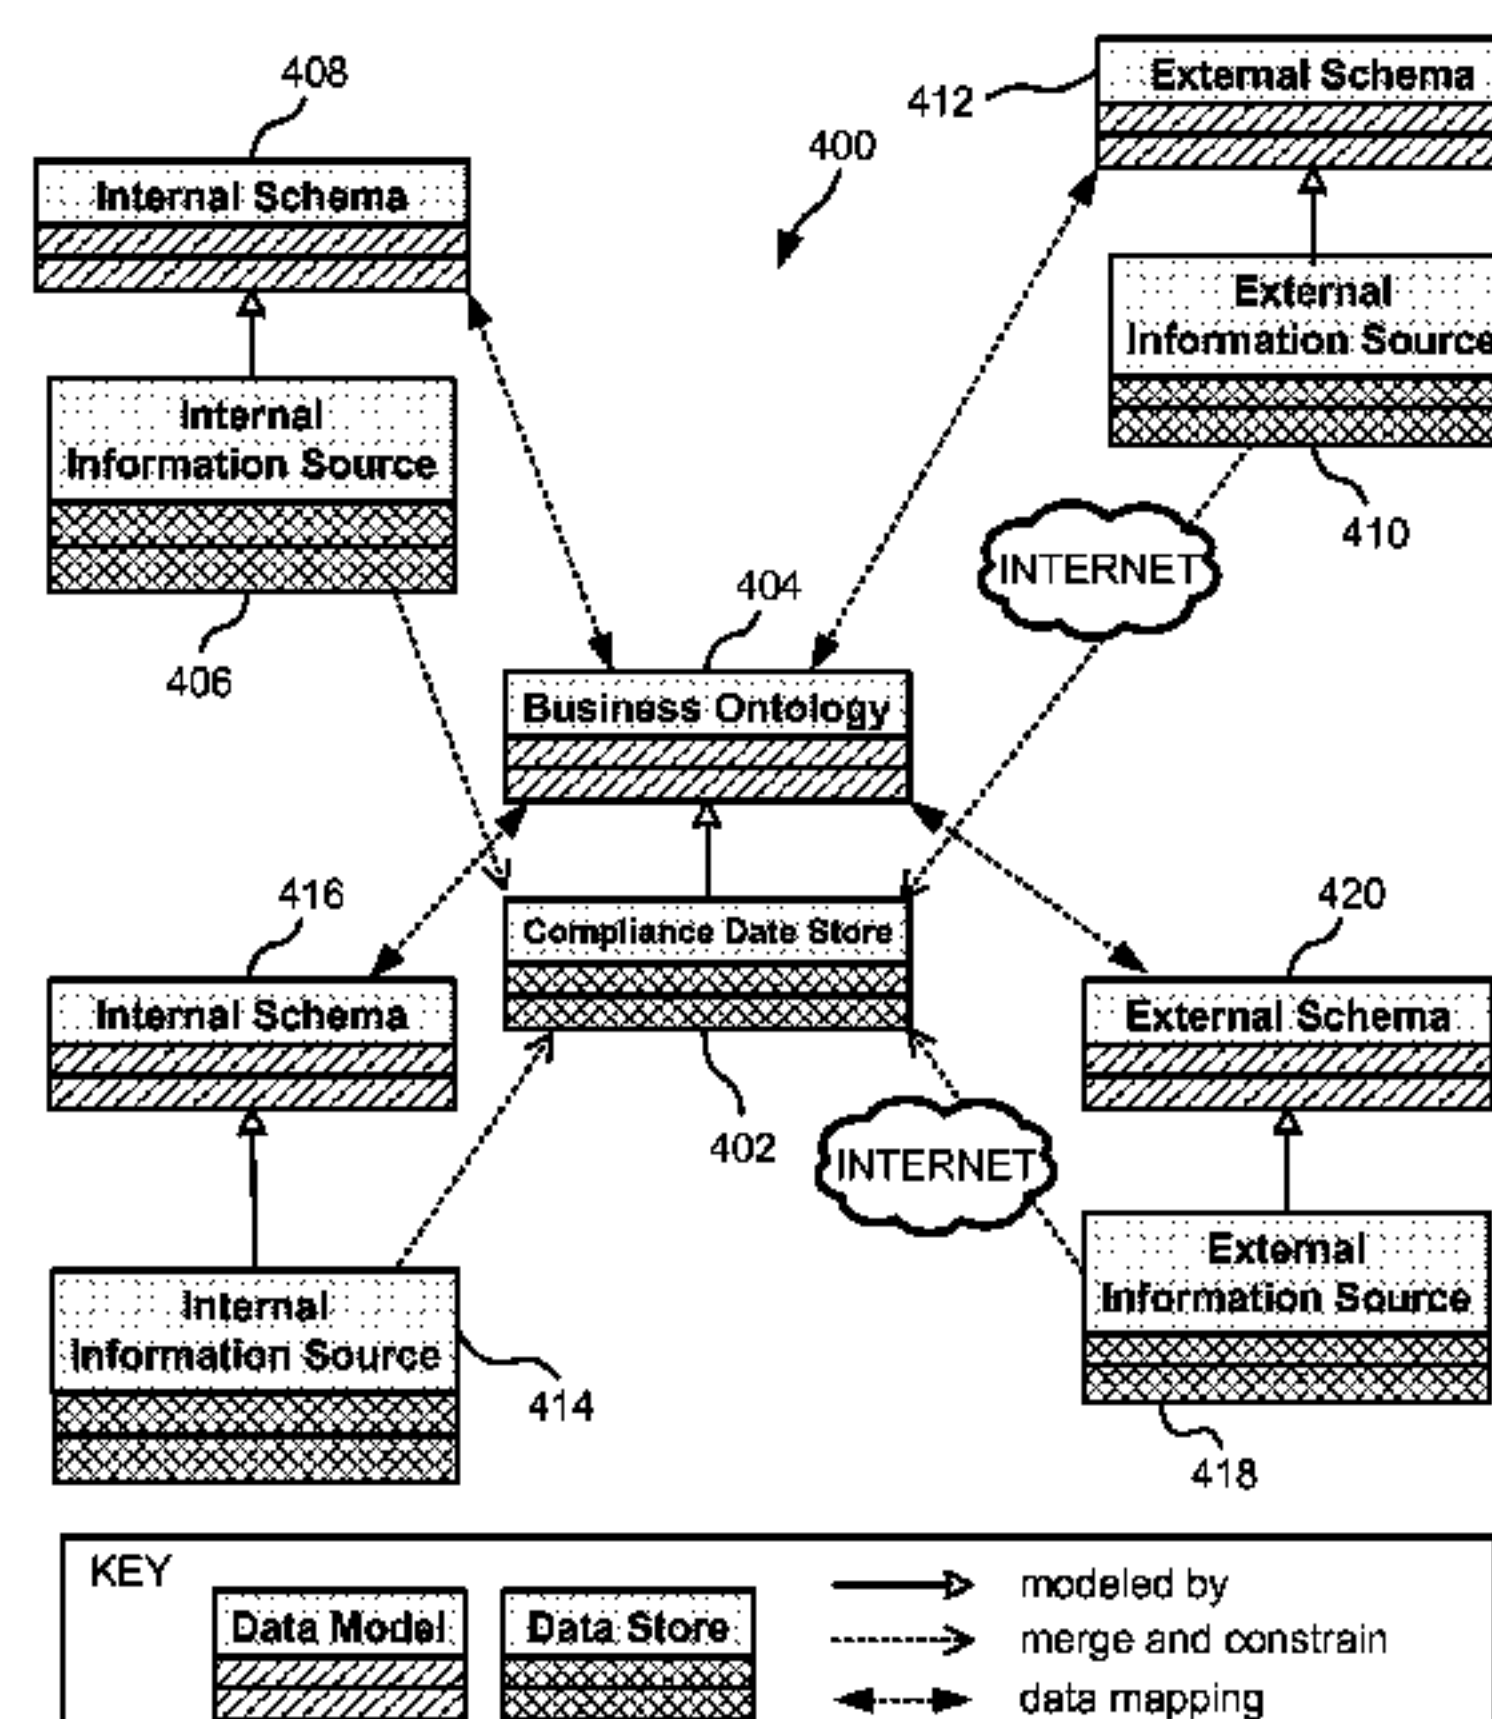 408
412
External Schema
400
Internal Schema
External
Information Source
Internal
Information Source
410
INTERNET
404
406
Business Ontology
416
420
Compliance Date Store
Internal Schema
External Schema
402
INTERNET
External
Information Source
Internal
Information Source
414
418
KEY
Data Model
Data Store
modeled by
merge and constrain
data mapping